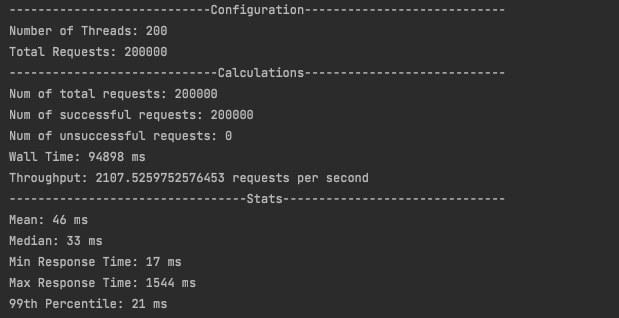 ----------------------------Configuration----------------------------
Number of Threads: 200
Total Requests: 200000
-----------------------------Calculations----------------------------
Num of total requests: 200000
Num of successful requests: 200000
Num of unsuccessful requests: 0
Wall Time: 94898 ms
Throughput: 2107.5259752576453 requests per second
---------------------------------Stats-------------------------------
Mean: 46 ms
Median: 33 ms
Min Response Time: 17 ms
Max Response Time: 1544 ms
99th Percentile: 21 ms